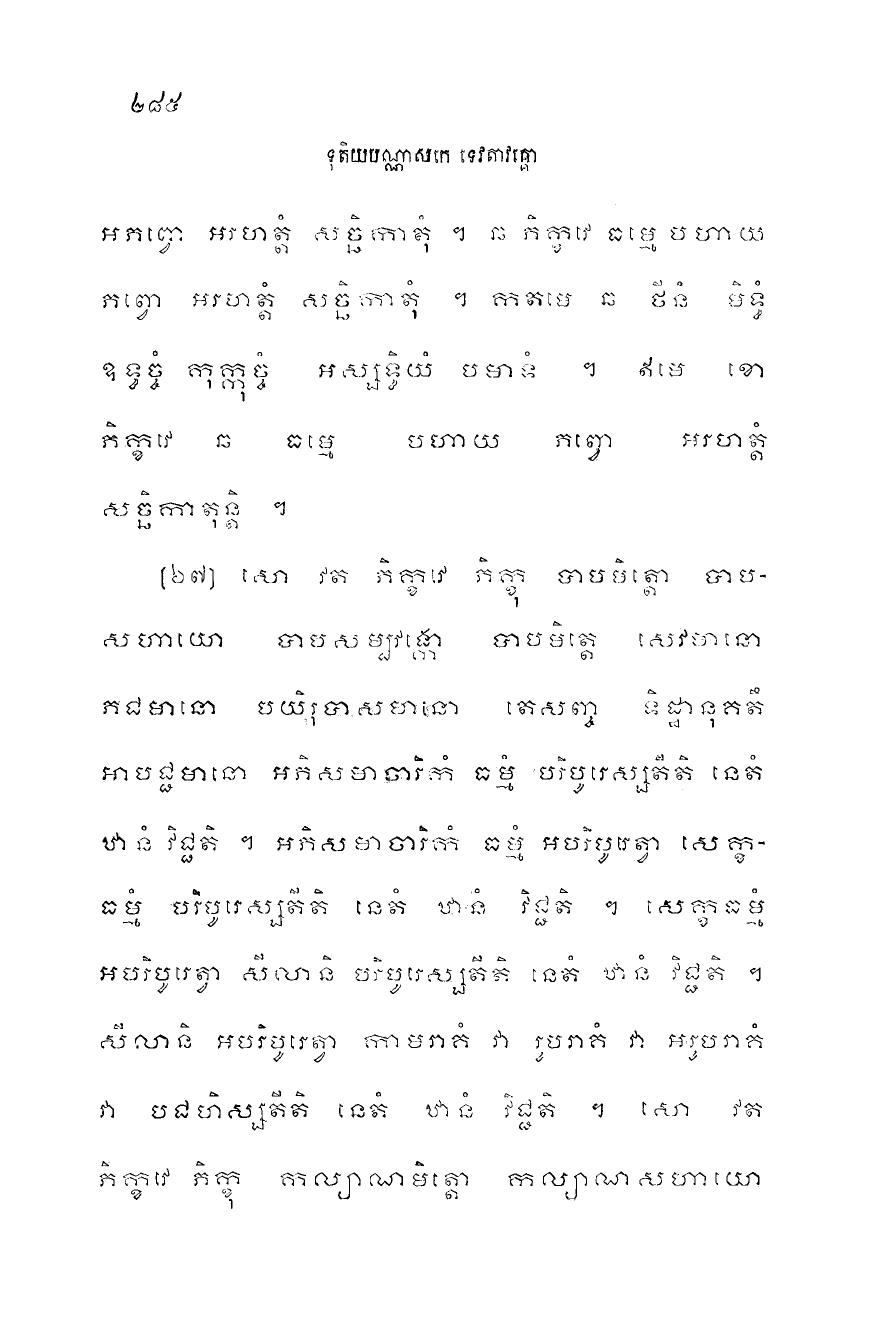 ២៨៥
ទុតិយបណ្ណាសកេ ទេវតាវគ្គោ
អភព្វោ អរហត្តំ សច្ឆិកាតុំ ។ ឆ ភិក្ខវេ ធម្មេ បហាយ
ភព្វោ អរហត្តំ សច្ឆិកាតុំ ។ កតមេ ឆ ថីនំ មិទ្ធំ
ឧទ្ធច្ចំ កុក្កុច្ចំ អស្សទ្ធិយំ បមាទំ ។ ឥមេ ខោ
ភិក្ខវេ ឆ ធម្មេ បហាយ ភព្វោ អរហត្តំ
សច្ឆិកាតុន្តិ ។
[៦៧] សោ វត ភិក្ខវេ ភិក្ខុ បាបមិត្តោ បាប-
សហាយោ បាបសម្បវង្កោ បាបមិត្តេ សេវមានោ
ភជមានោ បយិរុបាសមានោ តេសញ្ច ទិដ្ឋានុគតឹ
អាបជ្ជមានោ អភិសមាចារិកំ ធម្មំ បរិបូរេស្សតីតិ នេតំ
ឋានំ វិជ្ជតិ ។ អភិសមាចារិកំ ធម្មំ អបរិបូរេត្វា សេក្ខ-
ធម្មំ បរិបូរេស្សតីតិ នេតំ ឋានំ វិជ្ជតិ ។ សេក្ខធម្មំ
អបរិបូរេត្វា សីលានិ បរិបូរេស្សតីតិ នេតំ ឋានំ វិជ្ជតិ ។
សីលានិ អបរិបូរេត្វា កាមរាគំ វា រូបរាគំ វា អរូបរាគំ
វា បជហិស្សតីតិ នេតំ ឋានំ វិជ្ជតិ ។ សោ វត
ភិក្ខវេ ភិក្ខុ កល្យាណមិត្តោ កល្យាណសហាយោ